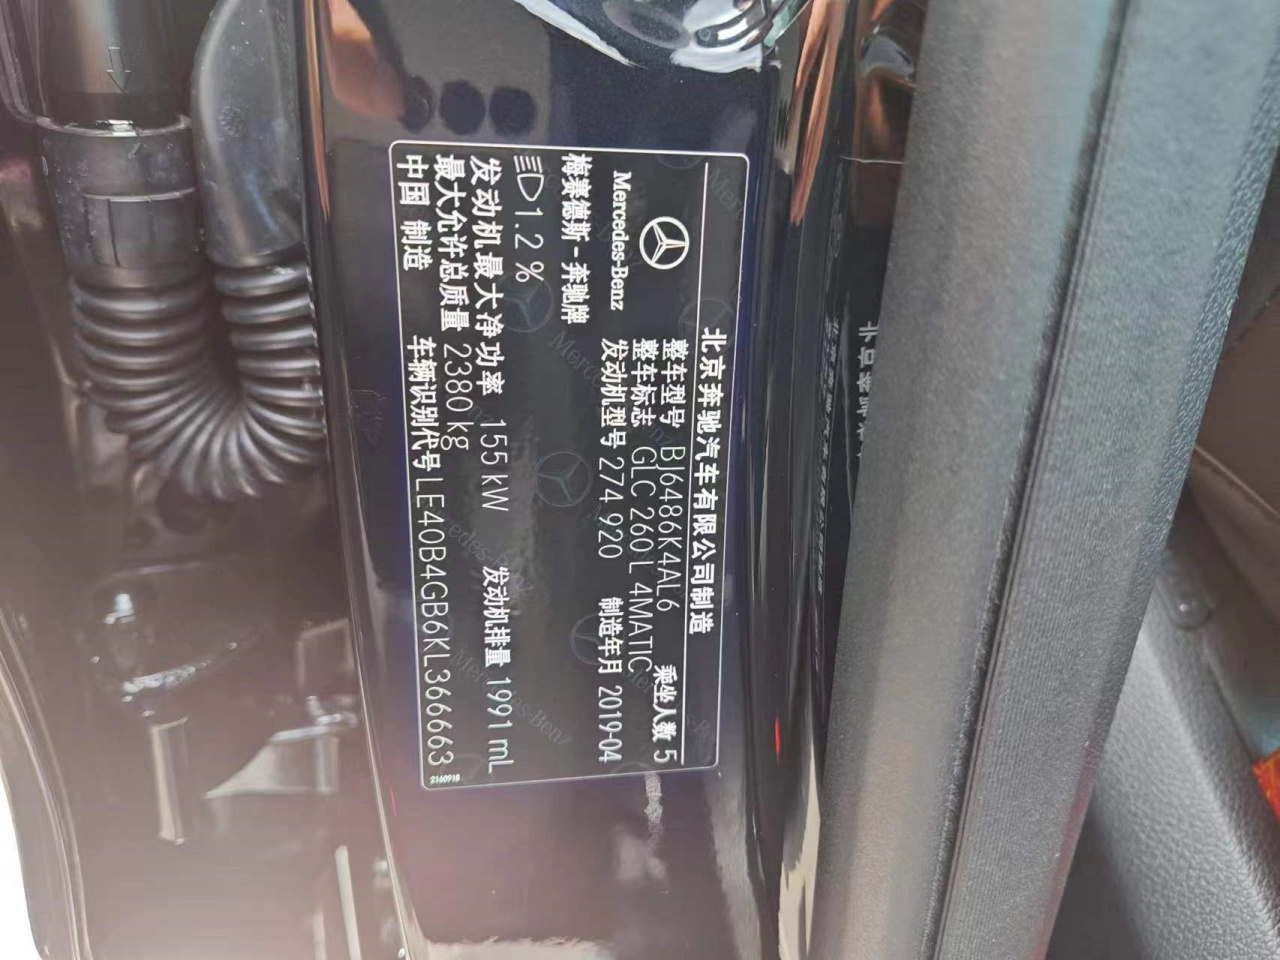 北京奔驰汽车有限公司制造
Mercedes-Benz
梅赛德斯-奔驰牌
整车型号 BJ6486K4AL6
乘坐人数 5
整车标志 GLC 260 L 4MATIC
发动机型号 274 920
制造年月 2019-04
1.2 %
发动机最大净功率 155 kW
发动机排量 1991 mL
最大允许总质量 2380 kg
中国 制造
车辆识别代号 LE40B4GB6KL366663
2160918